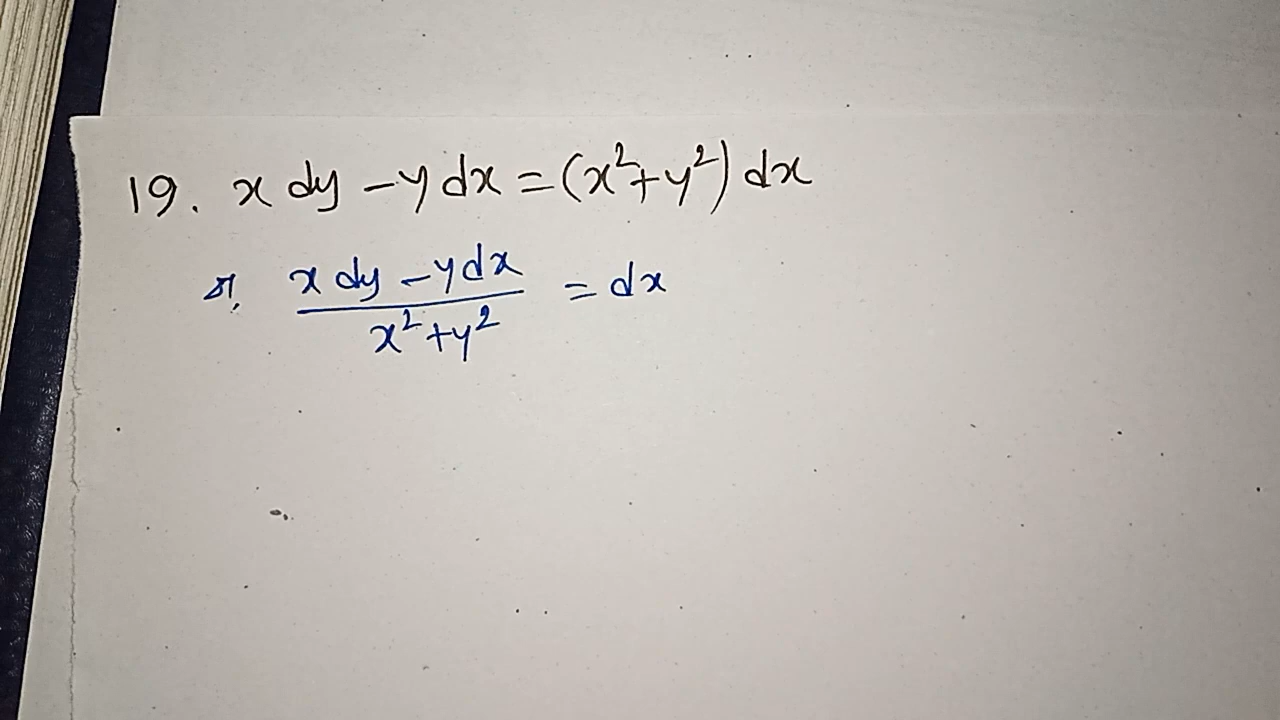 19. x dy - y dx = (x²+y²) dx
বা, (x dy - y dx)/(x²+y²) = dx